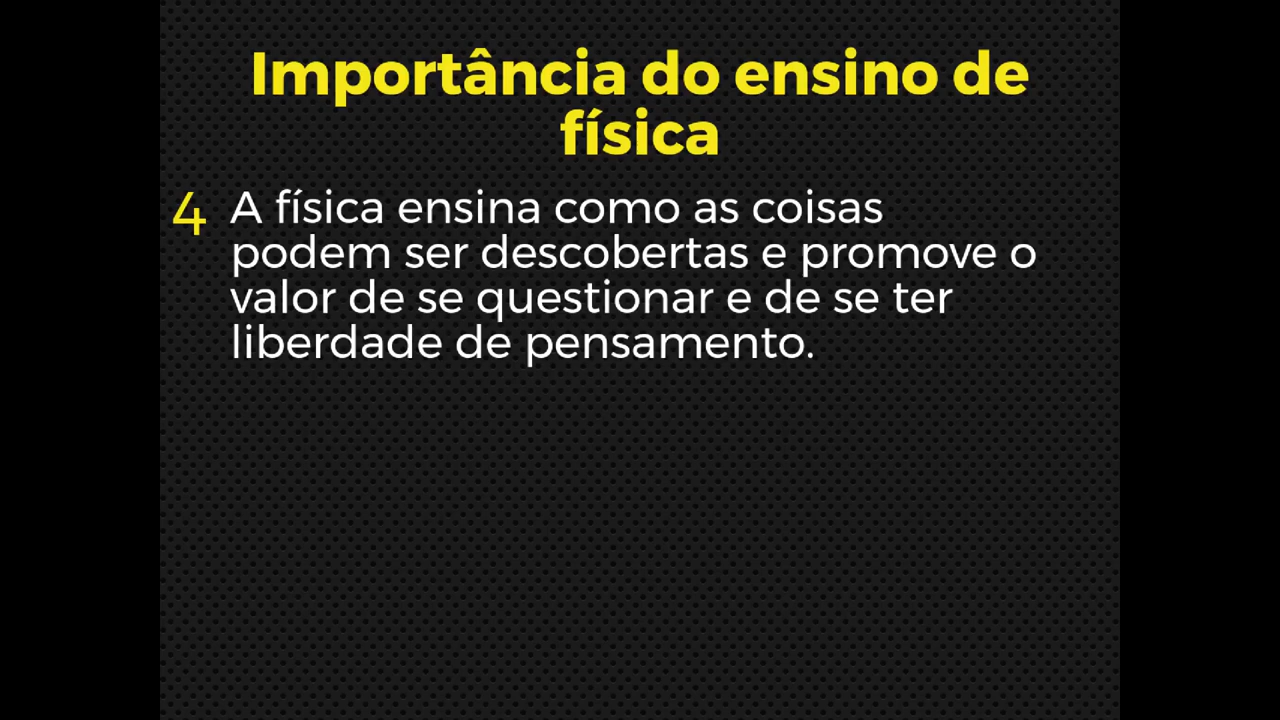 Importância do ensino de
física
4 A física ensina como as coisas
podem ser descobertas e promove o
valor de se questionar e de se ter
liberdade de pensamento.